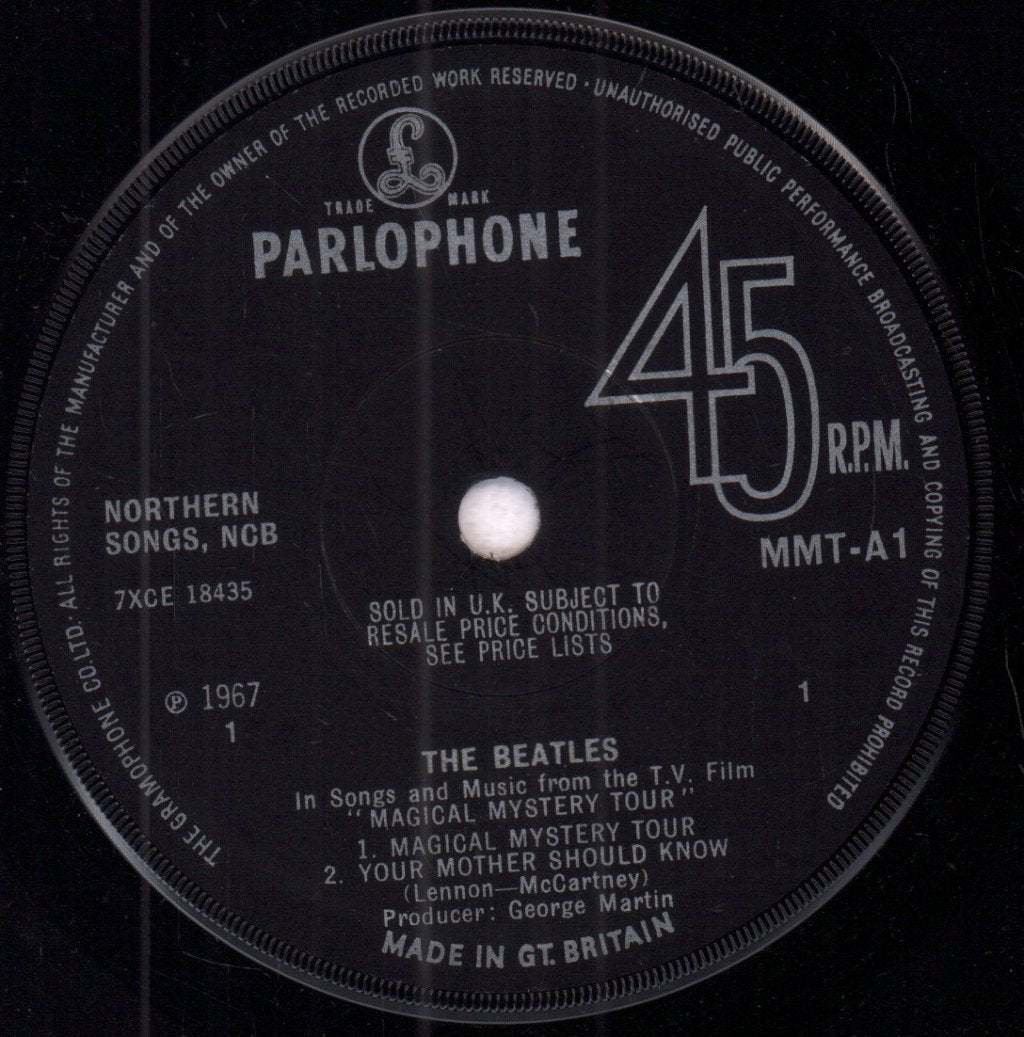 THE GRAMOPHONE CO. LTD. · ALL RIGHTS OF THE MANUFACTURER AND OF THE OWNER OF THE RECORDED WORK RESERVED · UNAUTHORISED PUBLIC PERFORMANCE BROADCASTING AND COPYING OF THIS RECORD PROHIBITED
£
TRADE MARK
PARLOPHONE
45 R.P.M.
NORTHERN
SONGS, NCB
MMT-A1
7XCE 18435
SOLD IN U.K. SUBJECT TO
RESALE PRICE CONDITIONS,
SEE PRICE LISTS
℗ 1967
1
1
THE BEATLES
In Songs and Music from the T.V. Film
"MAGICAL MYSTERY TOUR"
1. MAGICAL MYSTERY TOUR
2. YOUR MOTHER SHOULD KNOW
(Lennon—McCartney)
Producer: George Martin
MADE IN GT. BRITAIN